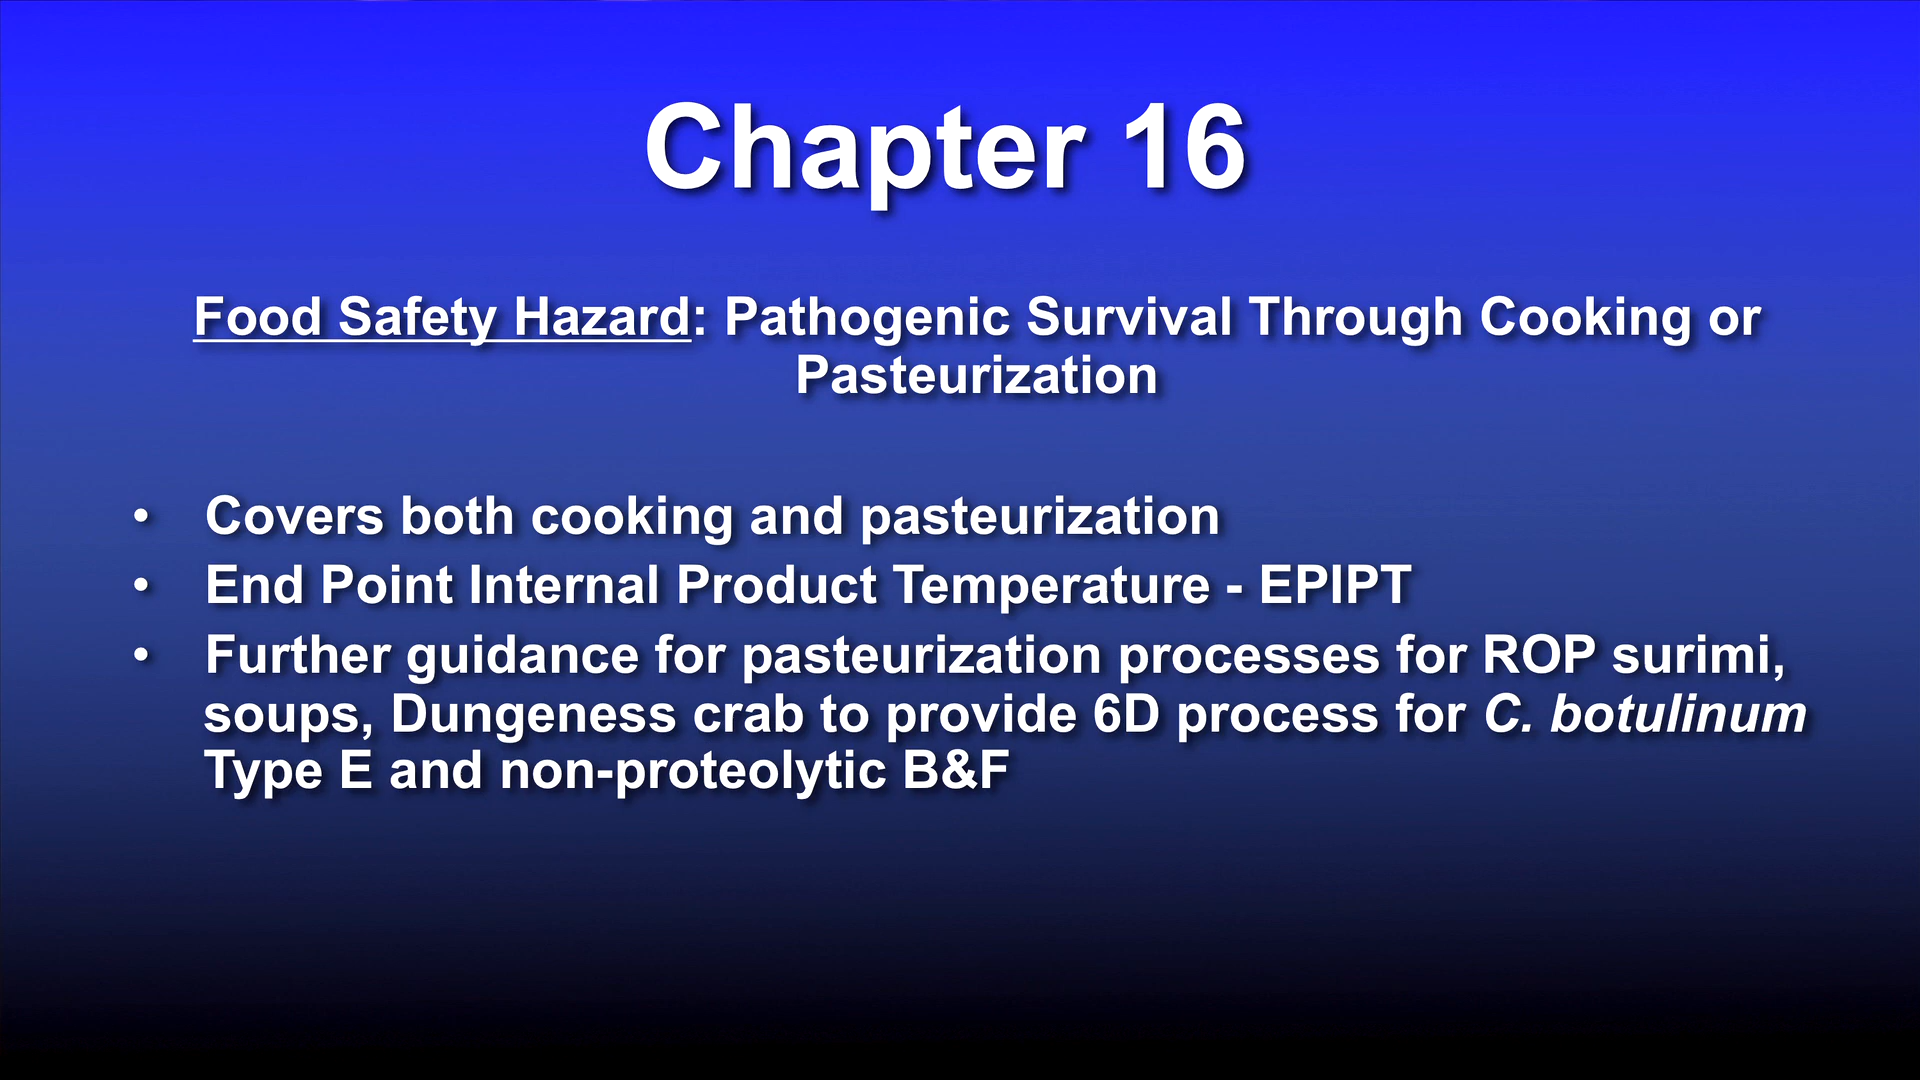 Chapter 16
Food Safety Hazard: Pathogenic Survival Through Cooking or
Pasteurization
• Covers both cooking and pasteurization
• End Point Internal Product Temperature - EPIPT
• Further guidance for pasteurization processes for ROP surimi,
soups, Dungeness crab to provide 6D process for C. botulinum
Type E and non-proteolytic B&F